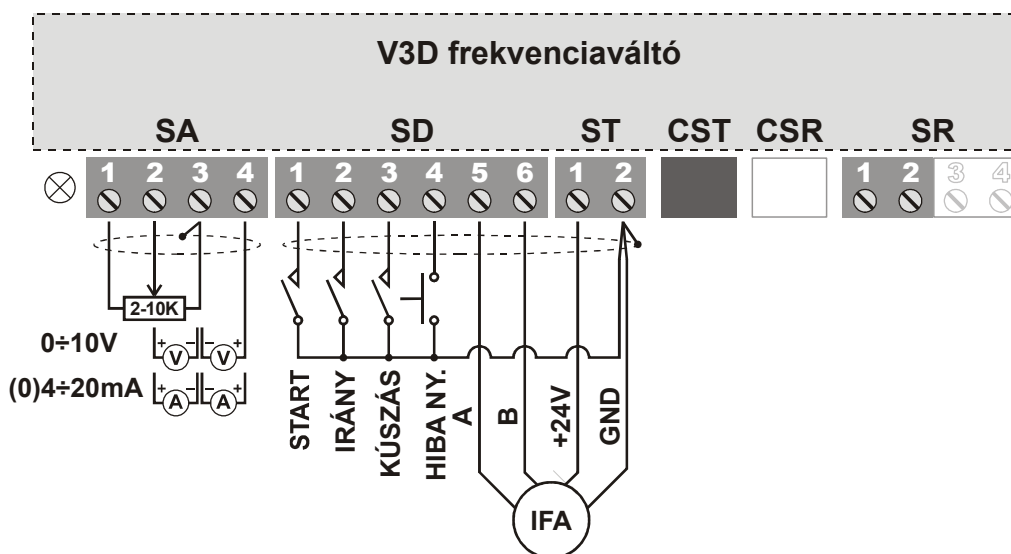 V3D frekvenciaváltó
SA SD ST CST CSR SR
1 2 3 4 1 2 3 4 5 6 1 2 1 2 3 4
2-10K
0÷10V
+ V − − V +
(0)4÷20mA
+ A − − A +
START
IRÁNY
KÚSZÁS
HIBA NY.
A
B
+24V
GND
IFA